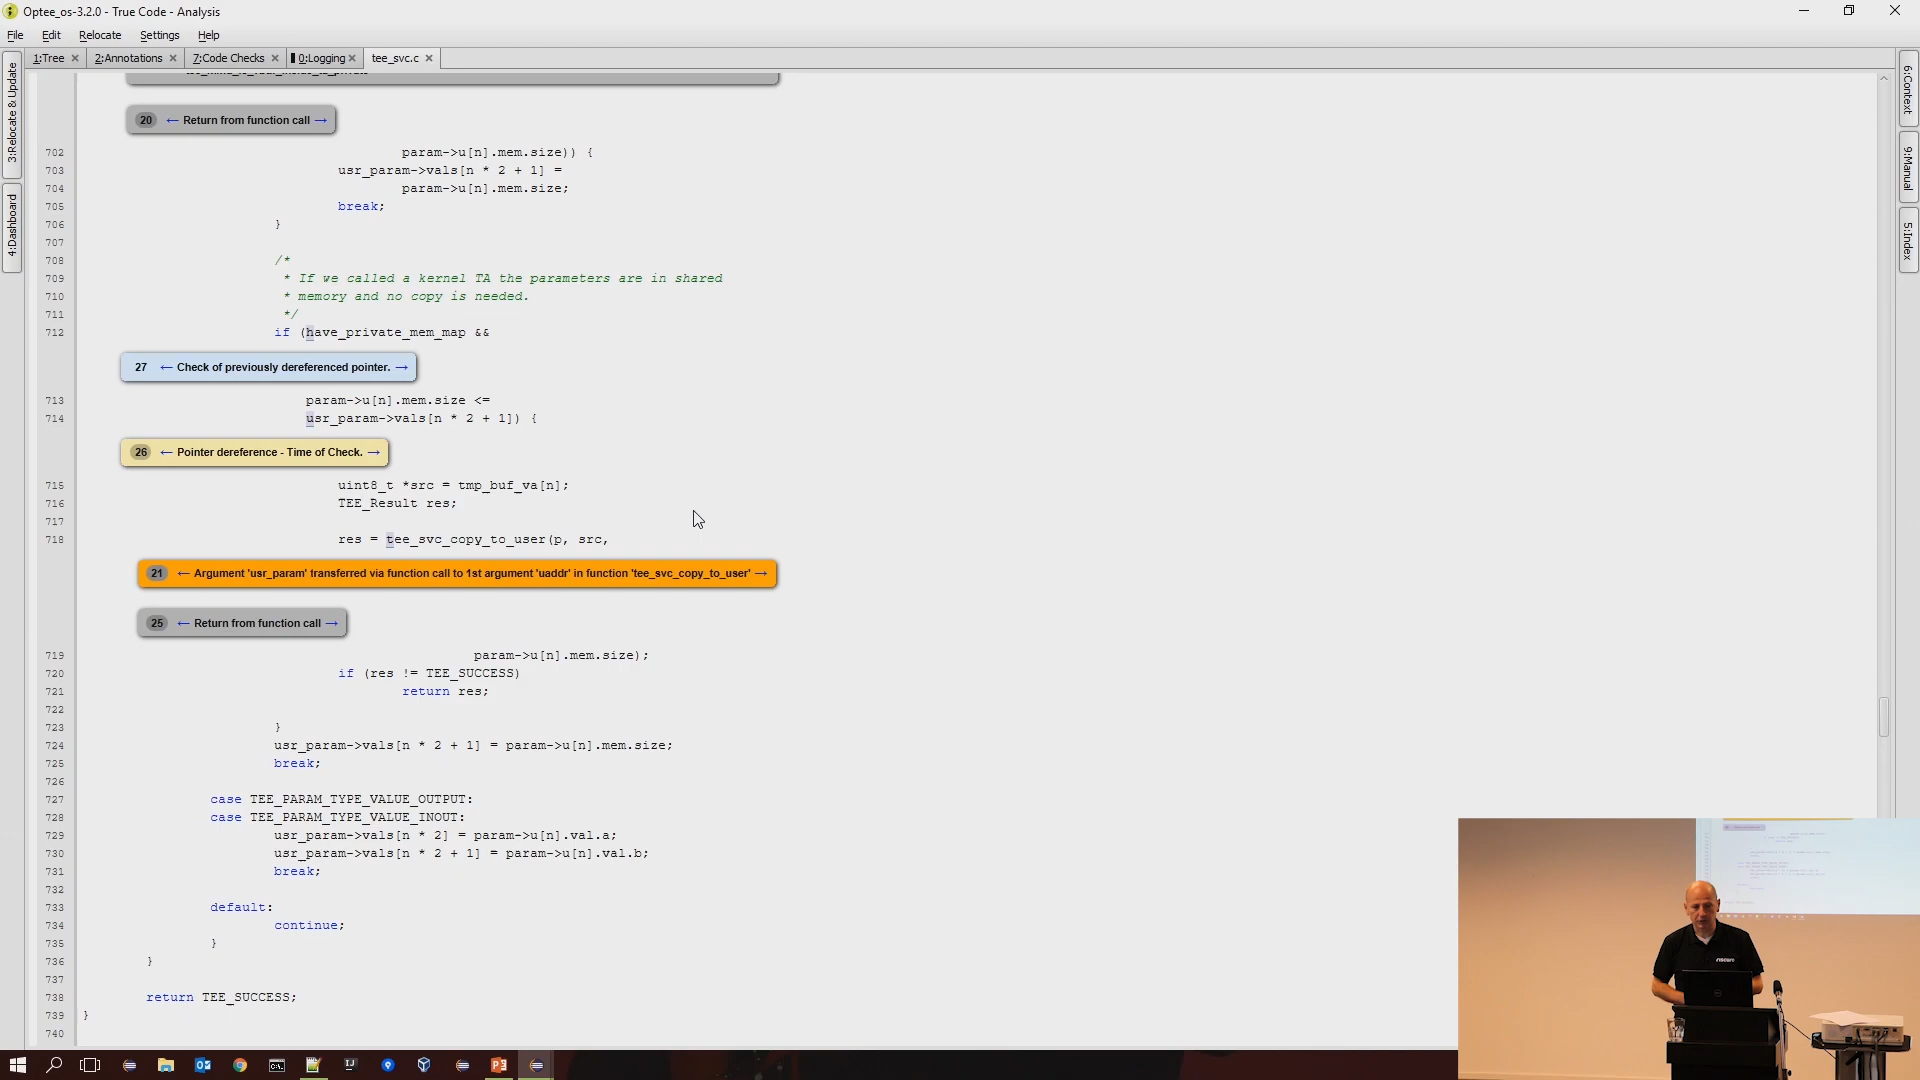 Optee_os-3.2.0 - True Code - Analysis
File Edit Relocate Settings Help
1:Tree 2:Annotations 7:Code Checks 0:Logging tee_svc.c
3:Relocate & Update
4:Dashboard
6:Context
9:Manual
5:Index
20 ← Return from function call →
702 param->u[n].mem.size)) {
703 usr_param->vals[n * 2 + 1] =
704 param->u[n].mem.size;
705 break;
706 }
707
708 /*
709 * If we called a kernel TA the parameters are in shared
710 * memory and no copy is needed.
711 */
712 if (have_private_mem_map &&
27 ← Check of previously dereferenced pointer. →
713 param->u[n].mem.size <=
714 usr_param->vals[n * 2 + 1]) {
26 ← Pointer dereference - Time of Check. →
715 uint8_t *src = tmp_buf_va[n];
716 TEE_Result res;
717
718 res = tee_svc_copy_to_user(p, src,
21 ← Argument 'usr_param' transferred via function call to 1st argument 'uaddr' in function 'tee_svc_copy_to_user' →
25 ← Return from function call →
719 param->u[n].mem.size);
720 if (res != TEE_SUCCESS)
721 return res;
722
723 }
724 usr_param->vals[n * 2 + 1] = param->u[n].mem.size;
725 break;
726
727 case TEE_PARAM_TYPE_VALUE_OUTPUT:
728 case TEE_PARAM_TYPE_VALUE_INOUT:
729 usr_param->vals[n * 2] = param->u[n].val.a;
730 usr_param->vals[n * 2 + 1] = param->u[n].val.b;
731 break;
732
733 default:
734 continue;
735 }
736 }
737
738 return TEE_SUCCESS;
739 }
740
riscure